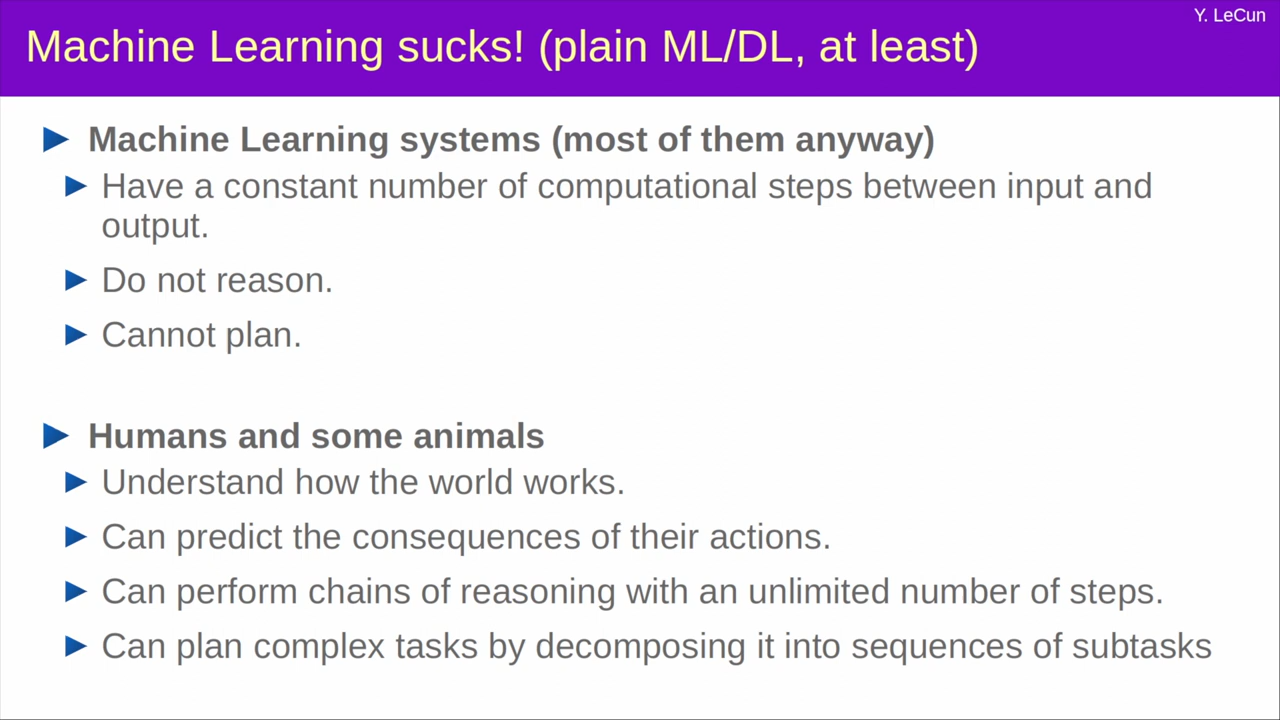 Y. LeCun
Machine Learning sucks! (plain ML/DL, at least)
Machine Learning systems (most of them anyway)
Have a constant number of computational steps between input and
output.
Do not reason.
Cannot plan.
Humans and some animals
Understand how the world works.
Can predict the consequences of their actions.
Can perform chains of reasoning with an unlimited number of steps.
Can plan complex tasks by decomposing it into sequences of subtasks